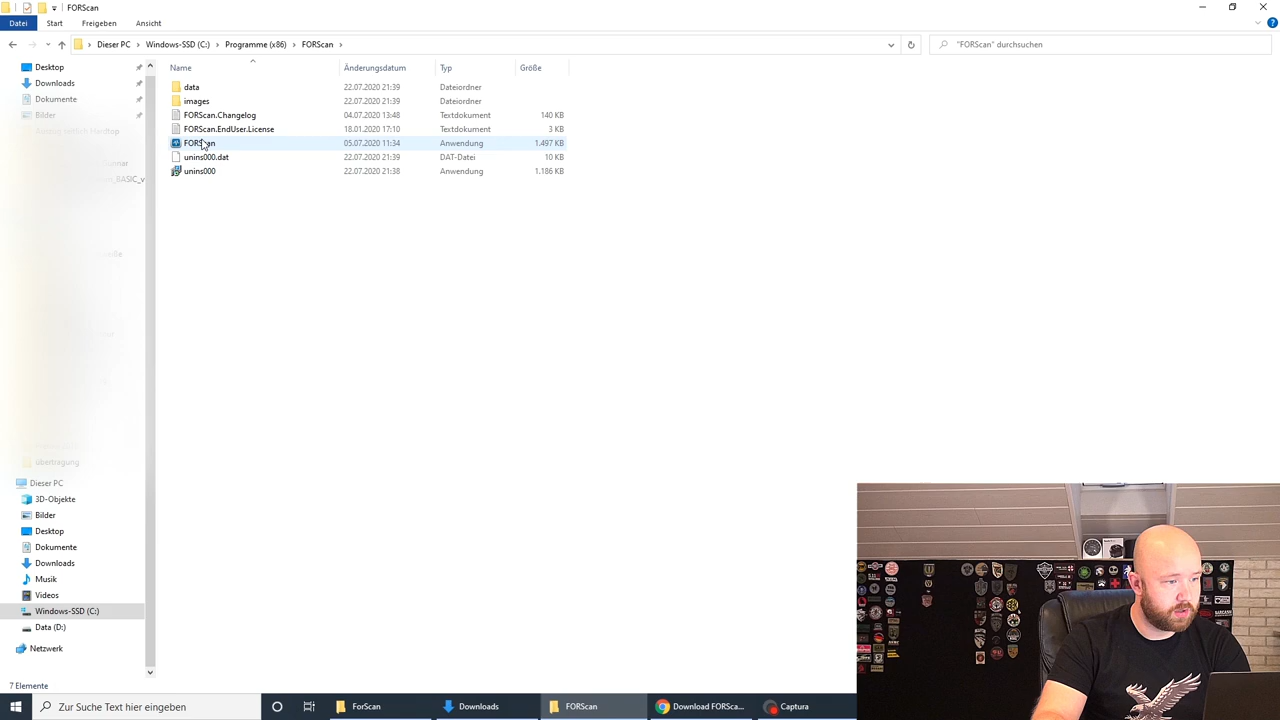 FORScan
Datei Start Freigeben Ansicht
Dieser PC Windows-SSD (C:) Programme (x86) FORScan
"FORScan" durchsuchen
Name Änderungsdatum Typ Größe
data 22.07.2020 21:39 Dateiordner
images 22.07.2020 21:39 Dateiordner
FORScan.Changelog 04.07.2020 13:48 Textdokument 140 KB
FORScan.EndUser.License 18.01.2020 17:10 Textdokument 3 KB
FORScan 05.07.2020 11:34 Anwendung 1.497 KB
unins000.dat 22.07.2020 21:39 DAT-Datei 10 KB
unins000 22.07.2020 21:38 Anwendung 1.186 KB
Desktop
Downloads
Dokumente
Bilder
übertragung
Dieser PC
3D-Objekte
Bilder
Desktop
Dokumente
Downloads
Musik
Videos
Windows-SSD (C:)
Data (D:)
Netzwerk
7 Elemente
Zur Suche Text hier eingeben
ForScan
Downloads
FORScan
Download FORSca...
Captura